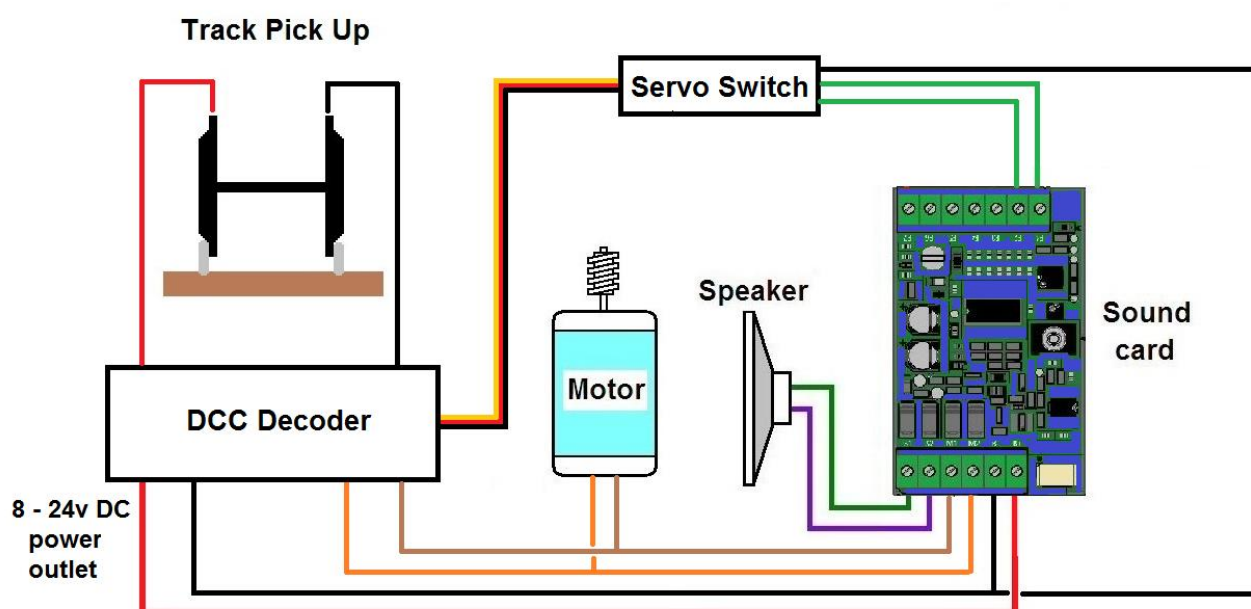 Track Pick Up
Servo Switch
Speaker
Sound
card
Motor
DCC Decoder
8 - 24v DC
power
outlet